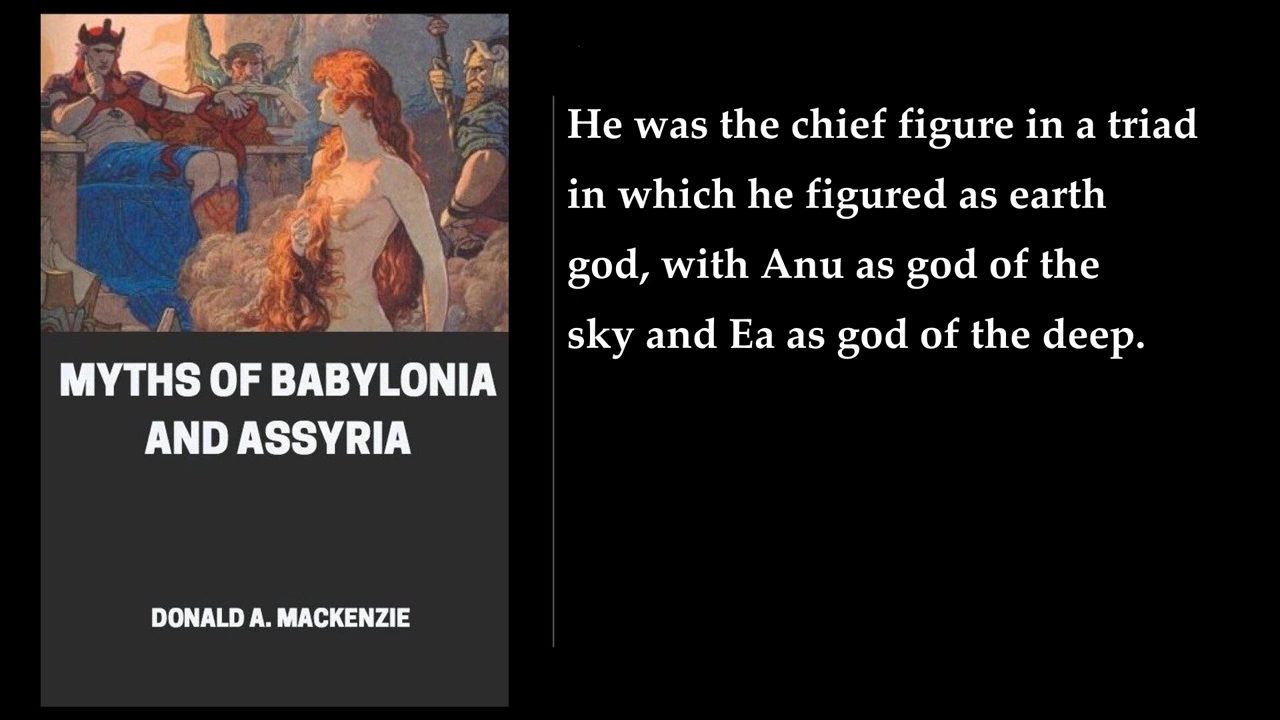 MYTHS OF BABYLONIA
AND ASSYRIA
DONALD A. MACKENZIE
He was the chief figure in a triad
in which he figured as earth
god, with Anu as god of the
sky and Ea as god of the deep.